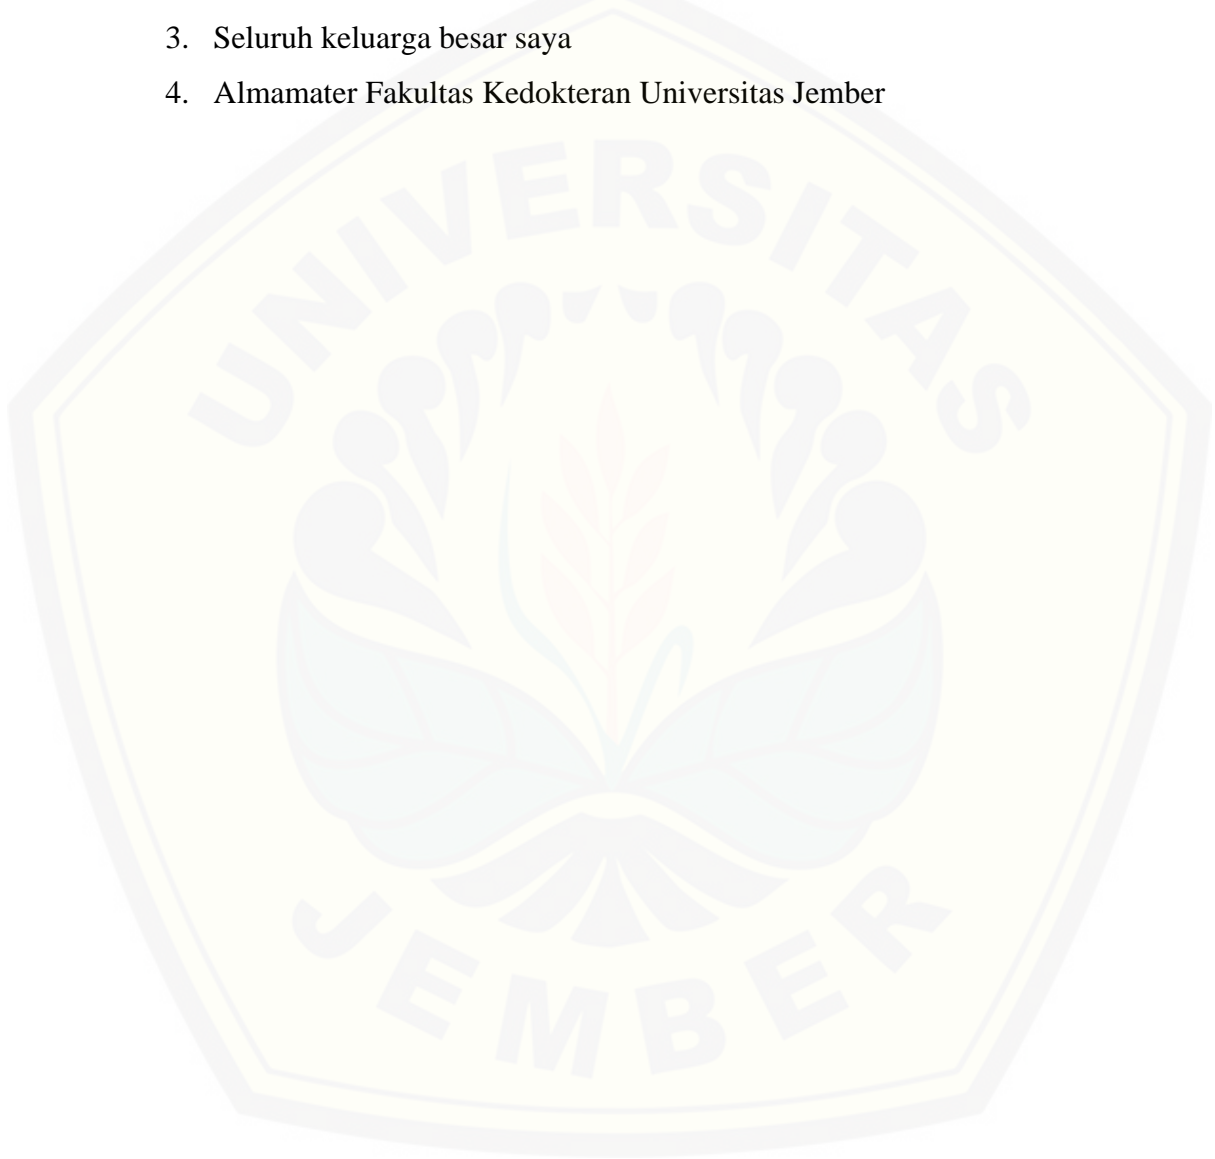 3. Seluruh keluarga besar saya
4. Almamater Fakultas Kedokteran Universitas Jember
UNIVERSITAS
JEMBER